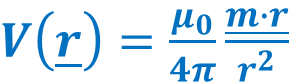 V(r) = μ₀/4π m·r/r²